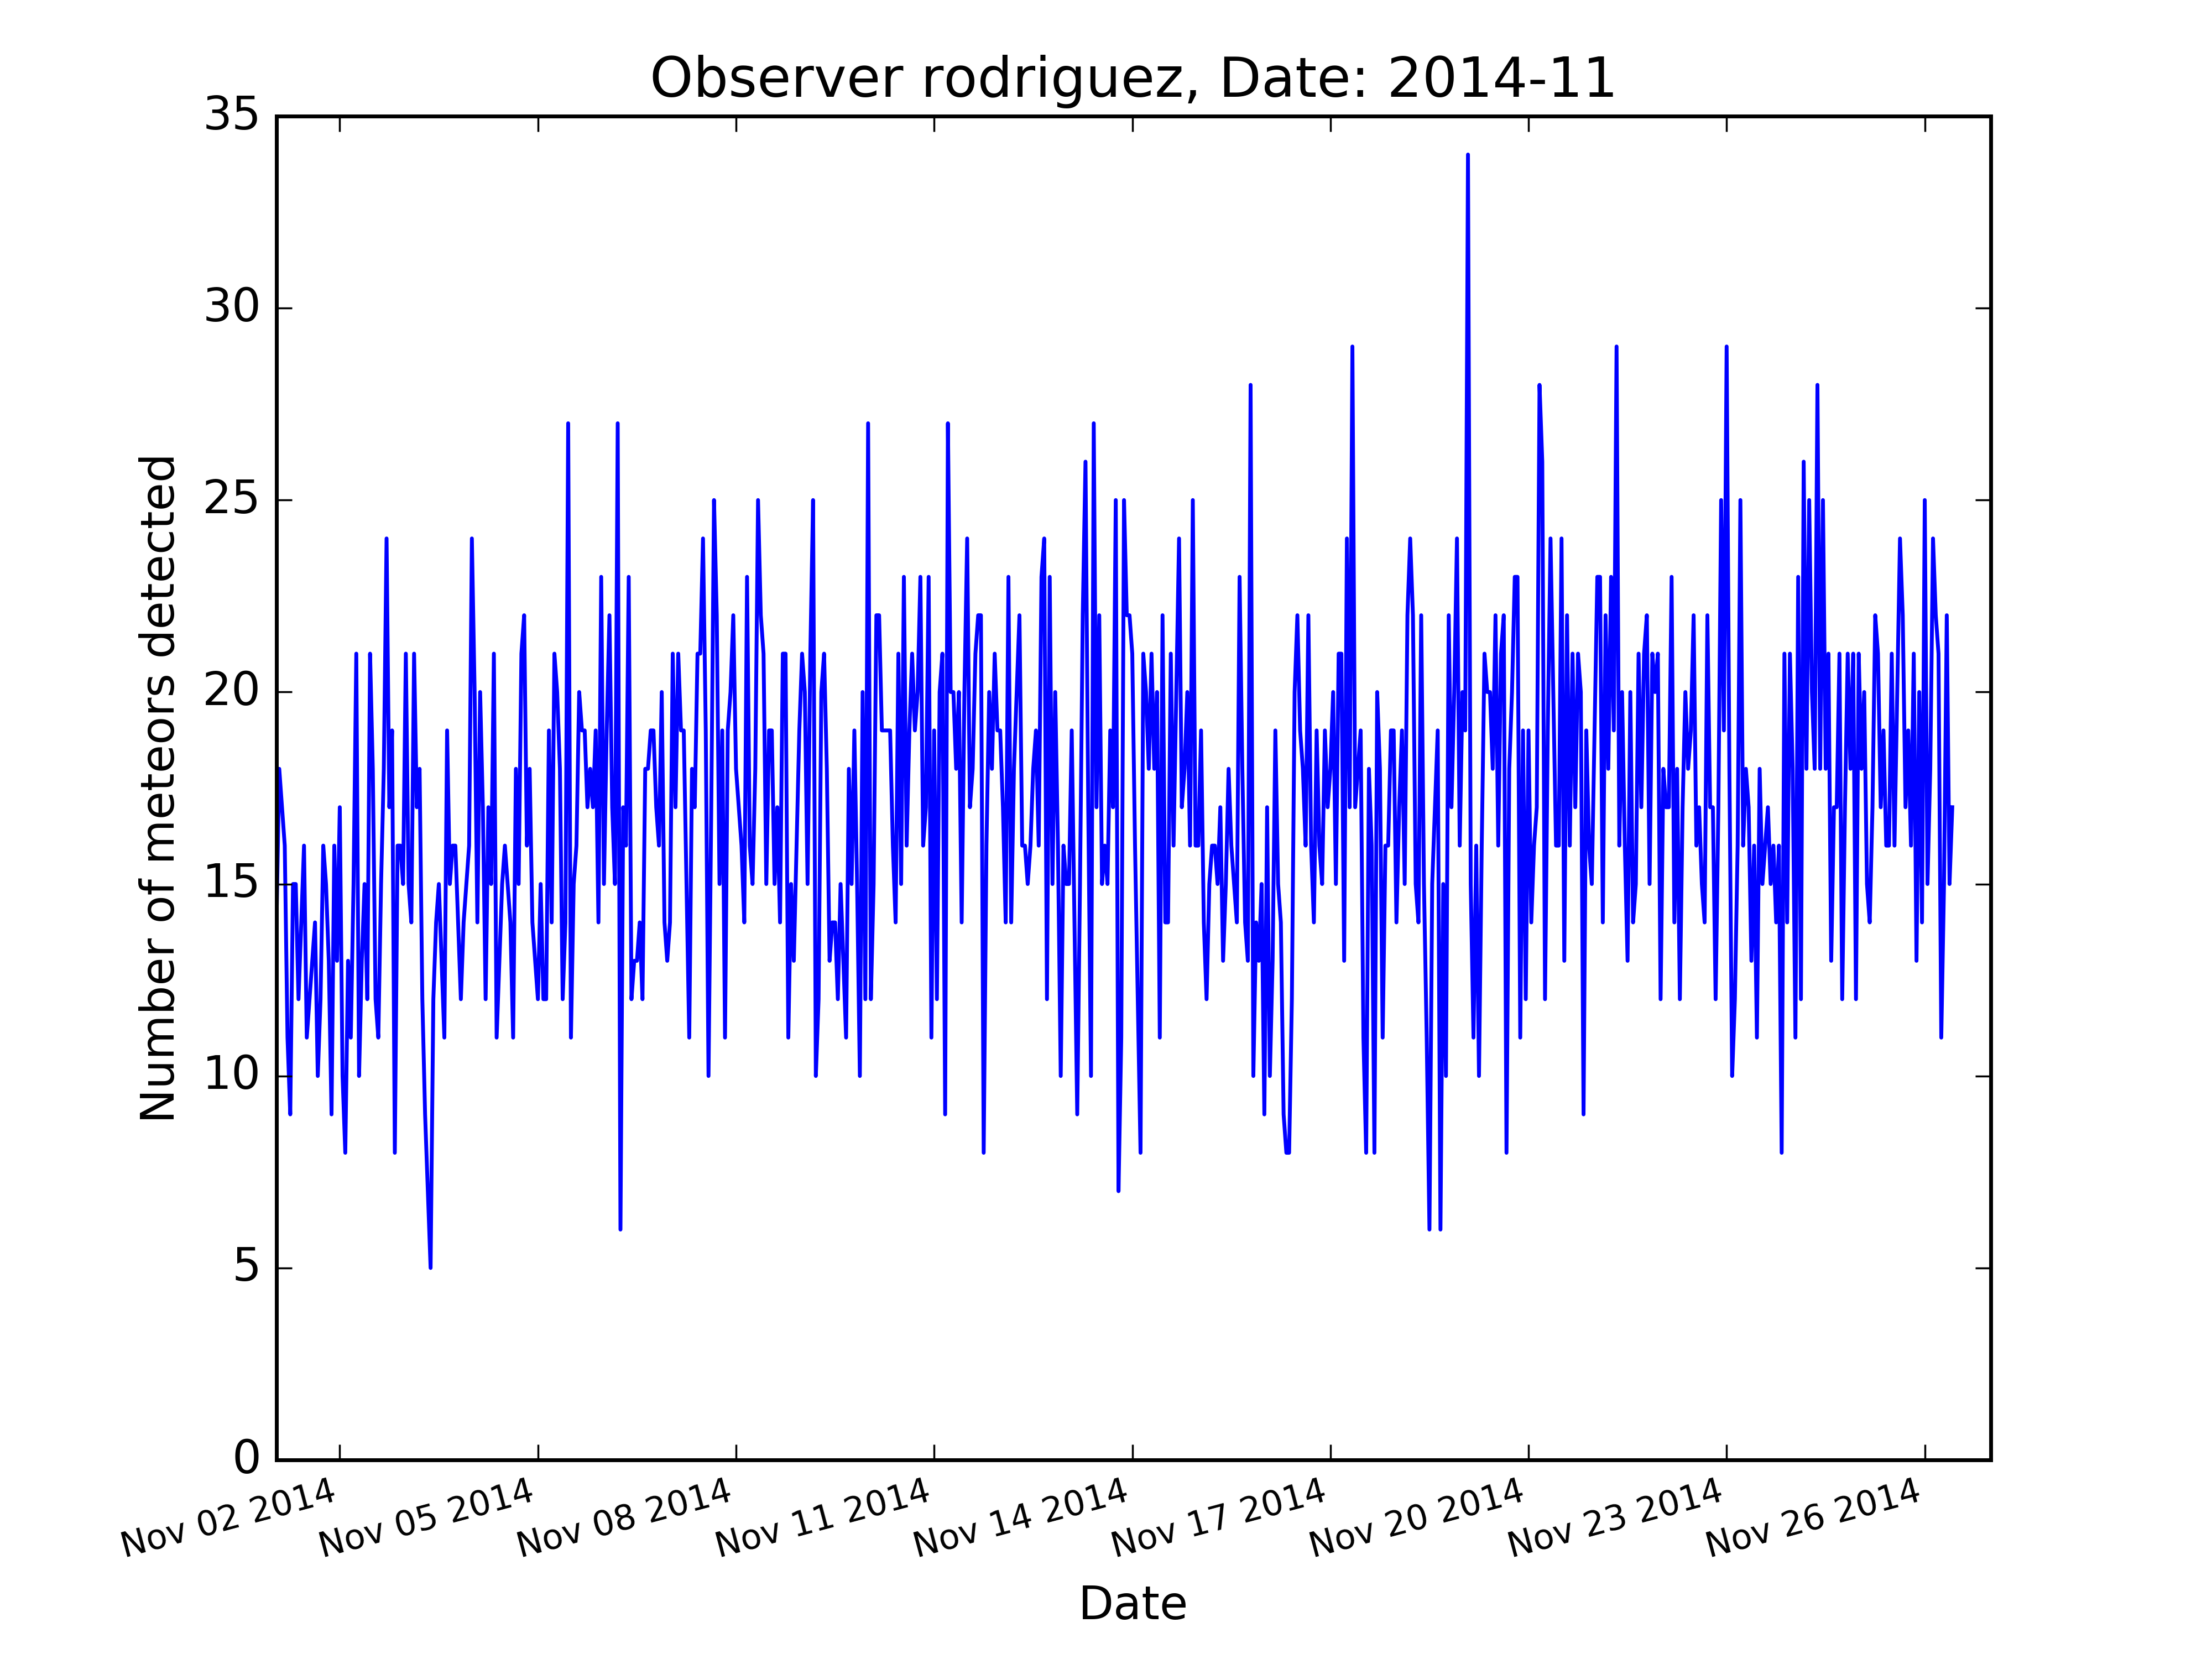 Observer rodriguez, Date: 2014-11
35
30
25
20
15
10
5
0
Number of meteors detected
Nov 02 2014
Nov 05 2014
Nov 08 2014
Nov 11 2014
Nov 14 2014
Nov 17 2014
Nov 20 2014
Nov 23 2014
Nov 26 2014
Date